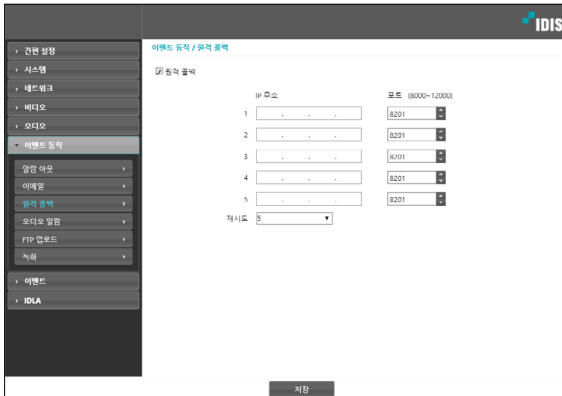 IDIS
간편 설정
시스템
네트워크
비디오
오디오
이벤트 동작
알람 아웃
이메일
원격 콜백
오디오 알람
FTP 업로드
녹화
이벤트
IDLA
이벤트 동작 / 원격 콜백
원격 콜백
IP 주소 포트 (8000~12000)
1 . . . 8201
2 . . . 8201
3 . . . 8201
4 . . . 8201
5 . . . 8201
재시도 5
저장